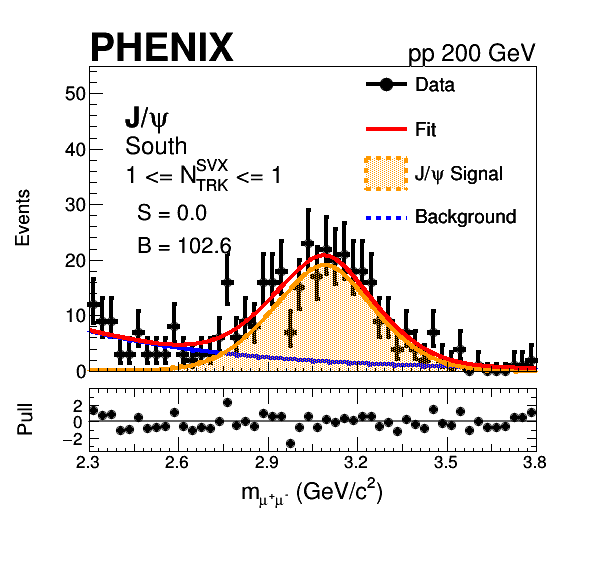 PHENIX pp 200 GeV
Events
50
40
30
20
10
0
J/ψ
South
1 <= N^SVX_TRK <= 1
S = 0.0
B = 102.6
Data
Fit
J/ψ Signal
Background
Pull
2
0
−2
2.3 2.6 2.9 3.2 3.5 3.8
m_μ⁺μ⁻ (GeV/c²)